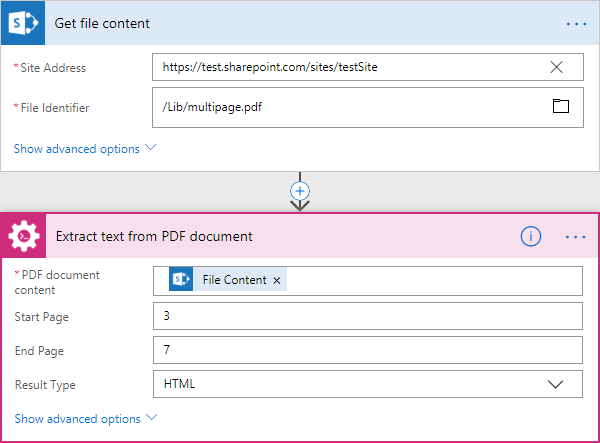 Get file content
* Site Address
https://test.sharepoint.com/sites/testSite
* File Identifier
/Lib/multipage.pdf
Show advanced options
Extract text from PDF document
* PDF document
content
File Content
Start Page
3
End Page
7
Result Type
HTML
Show advanced options